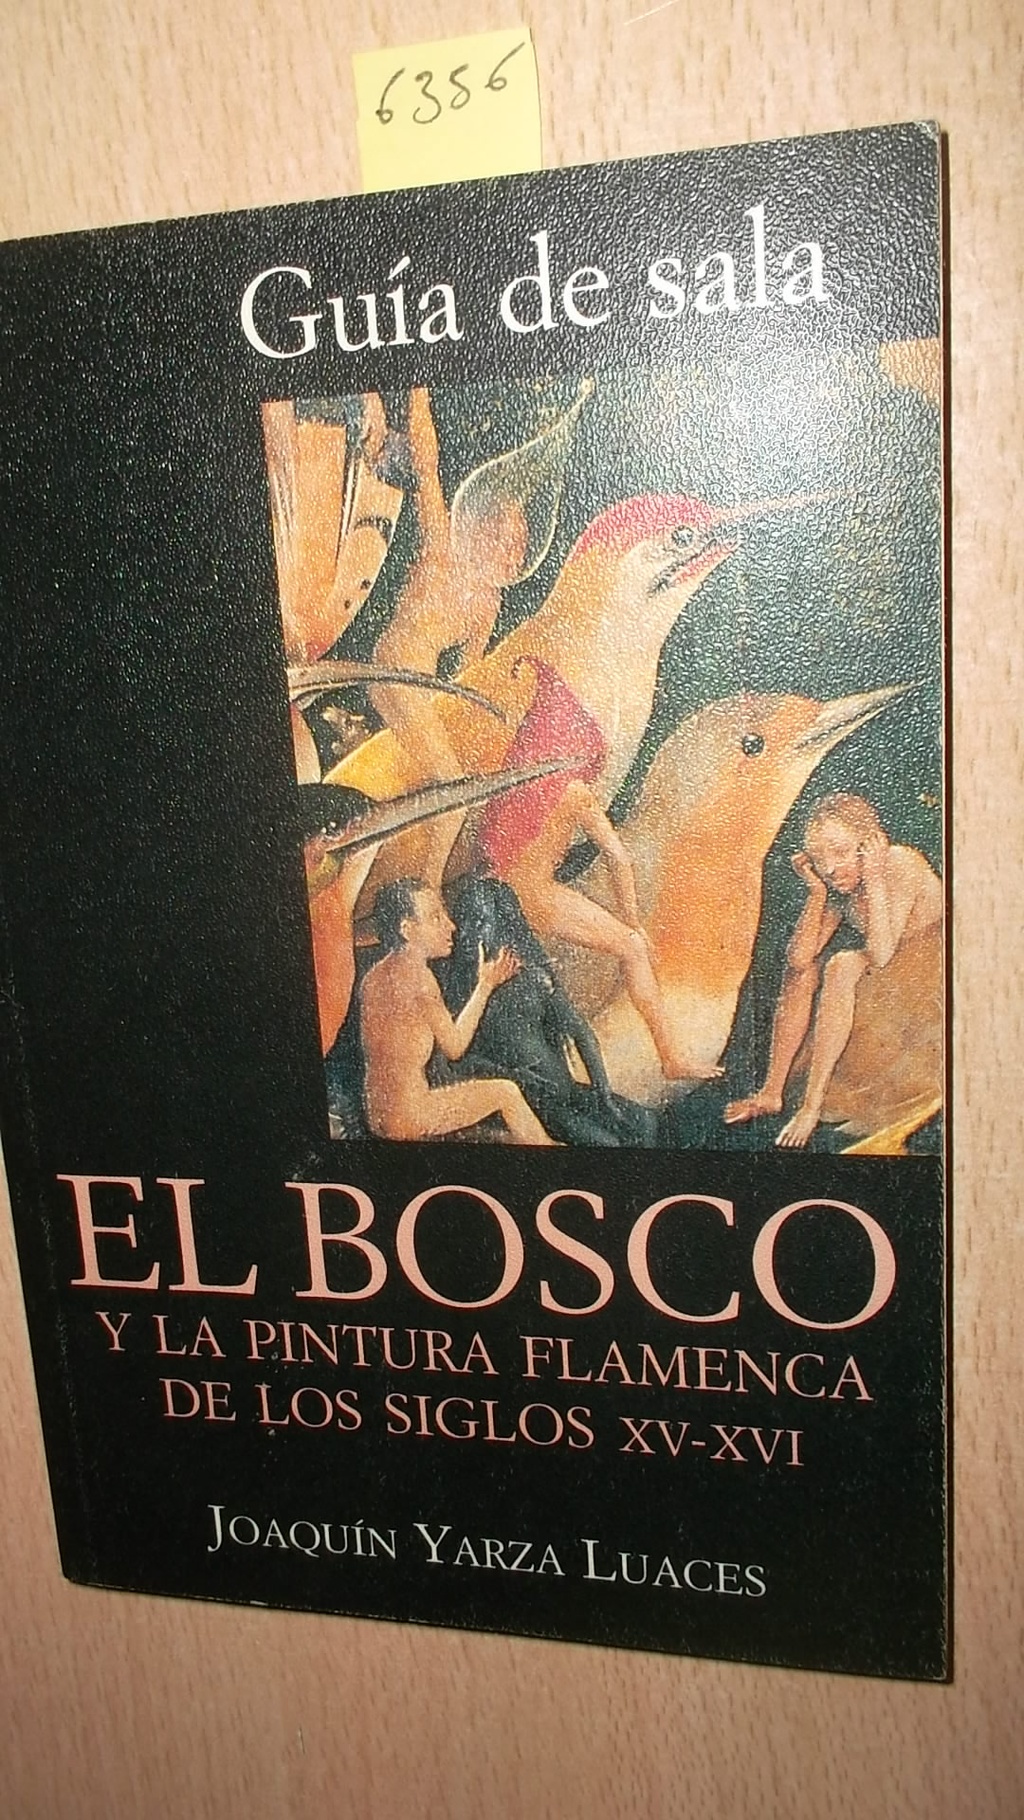 6356
Guía de sala
EL BOSCO
Y LA PINTURA FLAMENCA
DE LOS SIGLOS XV-XVI
JOAQUÍN YARZA LUACES